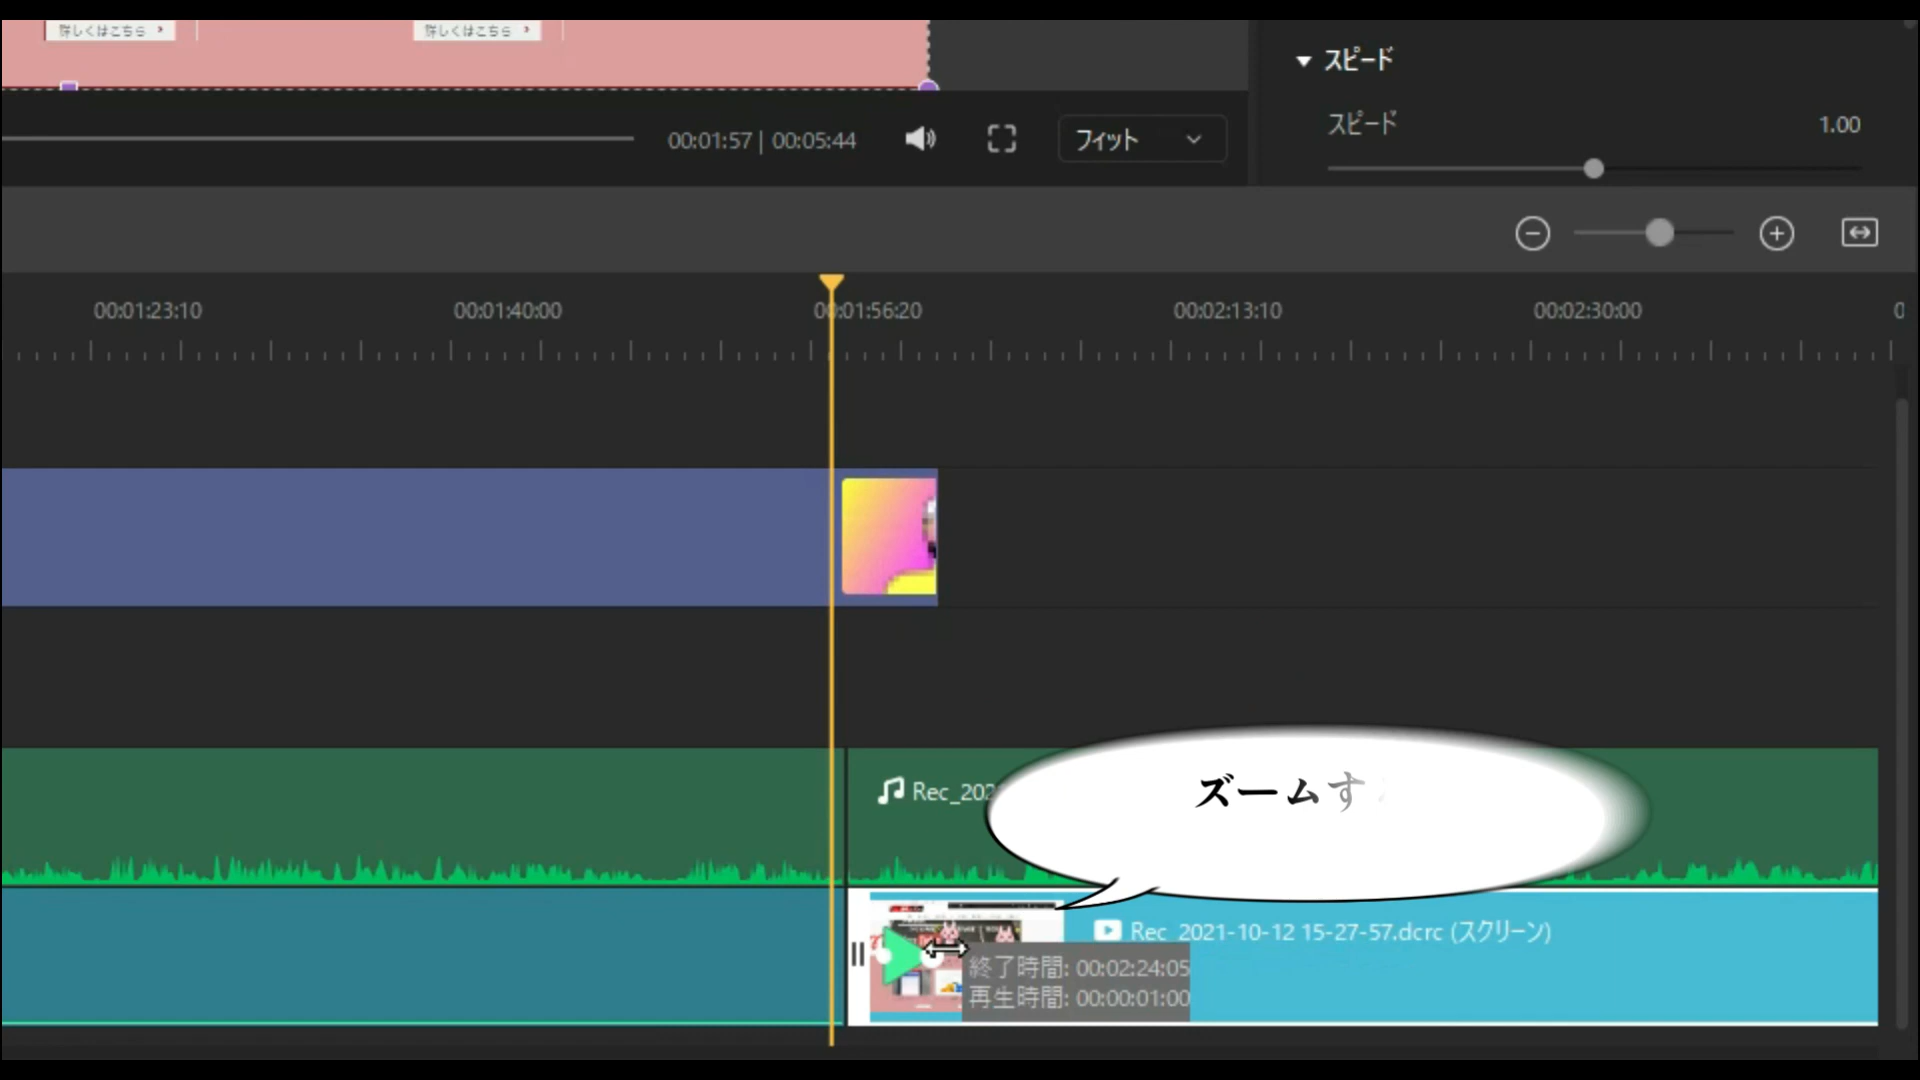 詳しくはこちら
詳しくはこちら
スピード
スピード
1.00
00:01:57 | 00:05:44
フィット
00:01:23:10
00:01:40:00
00:01:56:20
00:02:13:10
00:02:30:00
0
Rec_202
ズームす
Rec_2021-10-12 15-27-57.dcrc (スクリーン)
終了時間: 00:02:24:05
再生時間: 00:00:01:00